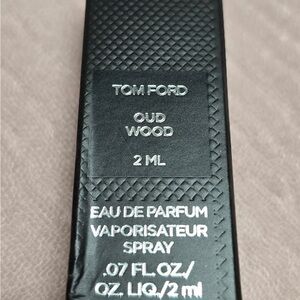 TOM FORD
OUD
WOOD
2 ML
EAU DE PARFUM
VAPORISATEUR
SPRAY
.07 FL.OZ./
OZ. LIQ./2 ml